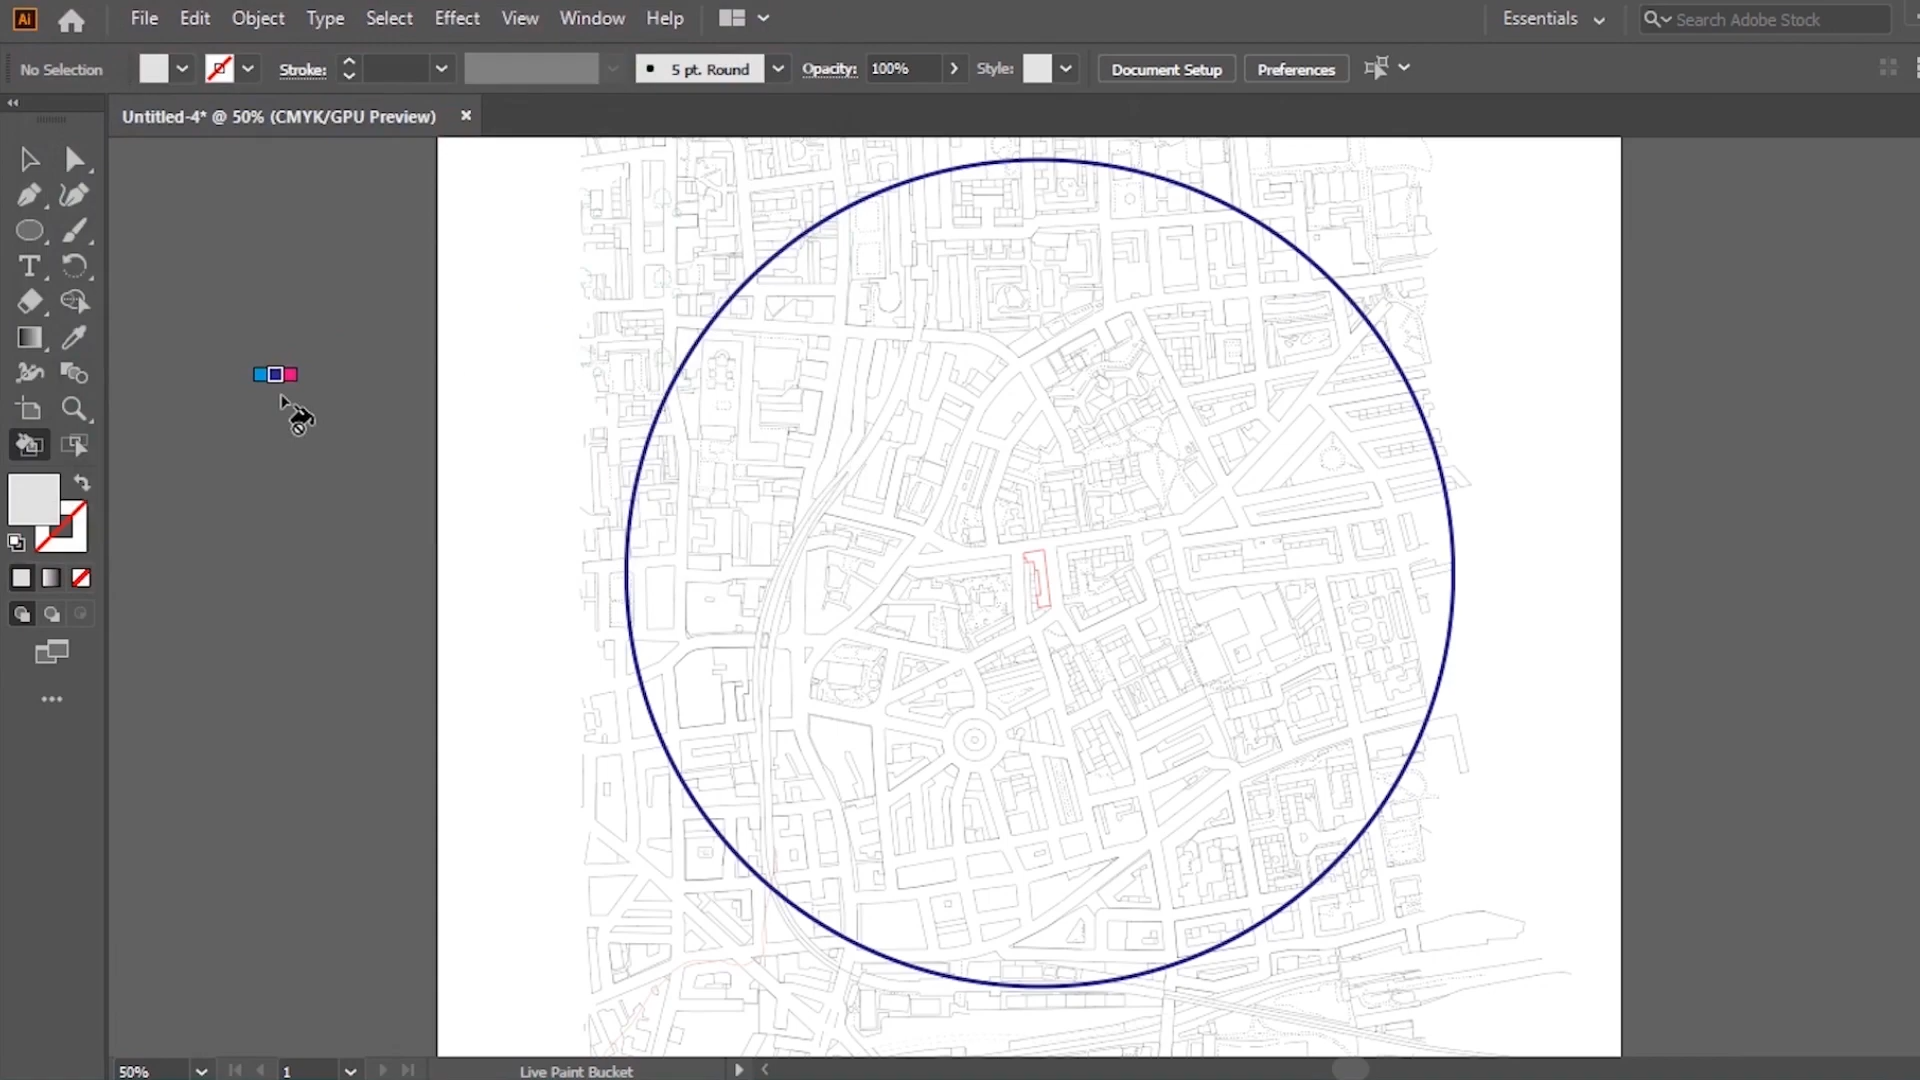 Ai File Edit Object Type Select Effect View Window Help Essentials Search Adobe Stock
No Selection Stroke: 5 pt. Round Opacity: 100% Style: Document Setup Preferences
Untitled-4* @ 50% (CMYK/GPU Preview)
T
50% 1 Live Paint Bucket